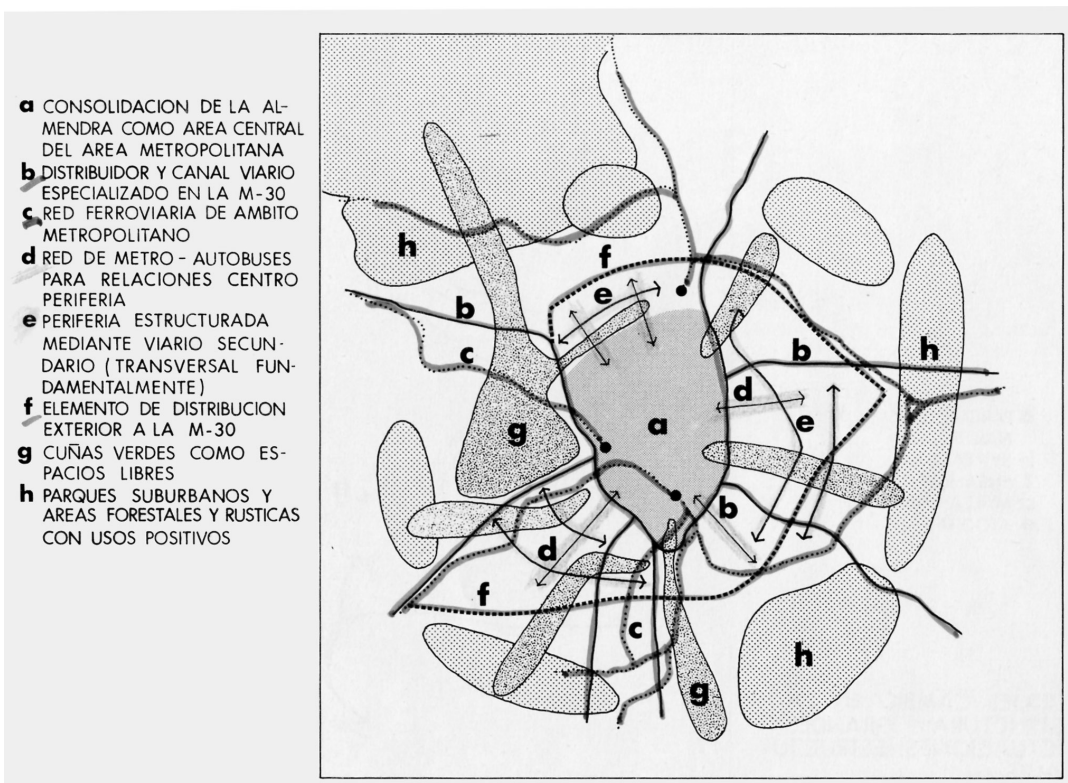 a CONSOLIDACION DE LA AL-
MENDRA COMO AREA CENTRAL
DEL AREA METROPOLITANA
b DISTRIBUIDOR Y CANAL VIARIO
ESPECIALIZADO EN LA M-30
c RED FERROVIARIA DE AMBITO
METROPOLITANO
d RED DE METRO - AUTOBUSES
PARA RELACIONES CENTRO
PERIFERIA
e PERIFERIA ESTRUCTURADA
MEDIANTE VIARIO SECUN-
DARIO (TRANSVERSAL FUN-
DAMENTALMENTE)
f ELEMENTO DE DISTRIBUCION
EXTERIOR A LA M-30
g CUÑAS VERDES COMO ES-
PACIOS LIBRES
h PARQUES SUBURBANOS Y
AREAS FORESTALES Y RUSTICAS
CON USOS POSITIVOS
h
f
e
b
c
b
h
d
a
e
g
b
d
f
c
h
g